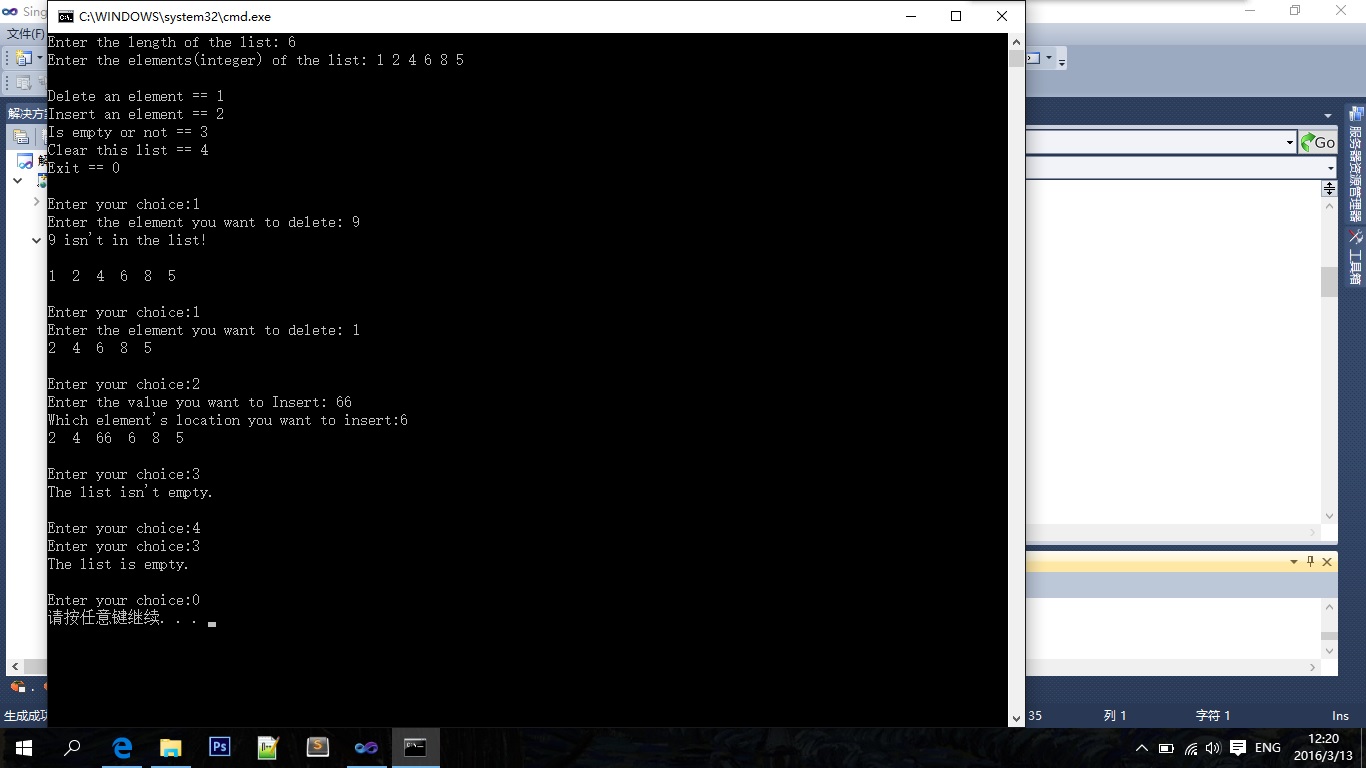 Sing
C:\WINDOWS\system32\cmd.exe
文件(F)
Enter the length of the list: 6
Enter the elements(integer) of the list: 1 2 4 6 8 5
Delete an element == 1
解决方案
Insert an element == 2
Is empty or not == 3
Clear this list == 4
Exit == 0
Enter your choice:1
Enter the element you want to delete: 9
9 isn't in the list!
1 2 4 6 8 5
Enter your choice:1
Enter the element you want to delete: 1
2 4 6 8 5
Enter your choice:2
Enter the value you want to Insert: 66
Which element's location you want to insert:6
2 4 66 6 8 5
Enter your choice:3
The list isn't empty.
Enter your choice:4
Enter your choice:3
The list is empty.
Enter your choice:0
请按任意键继续. . .
Go
服务器资源管理器
工具箱
生成成功
35 列 1 字符 1 Ins
Ps
S
ENG
12:20
2016/3/13